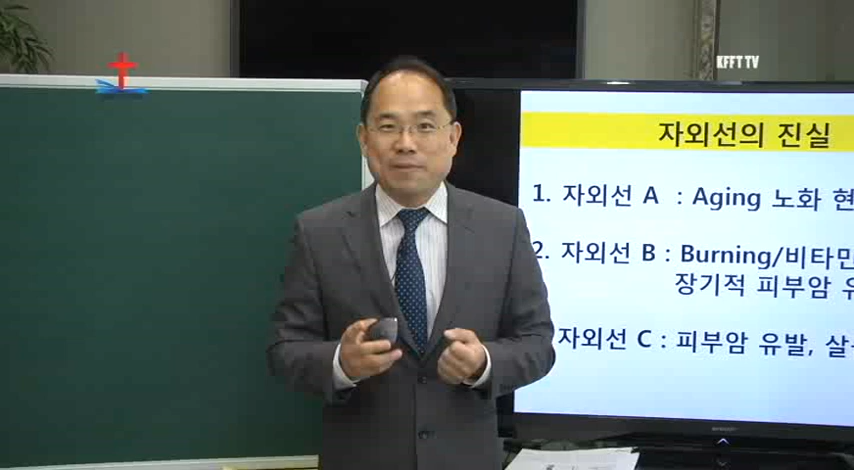 KFFT TV
자외선의 진실
1. 자외선 A : Aging 노화 현
2. 자외선 B : Burning/비타민
장기적 피부암 유
자외선 C : 피부암 유발, 살